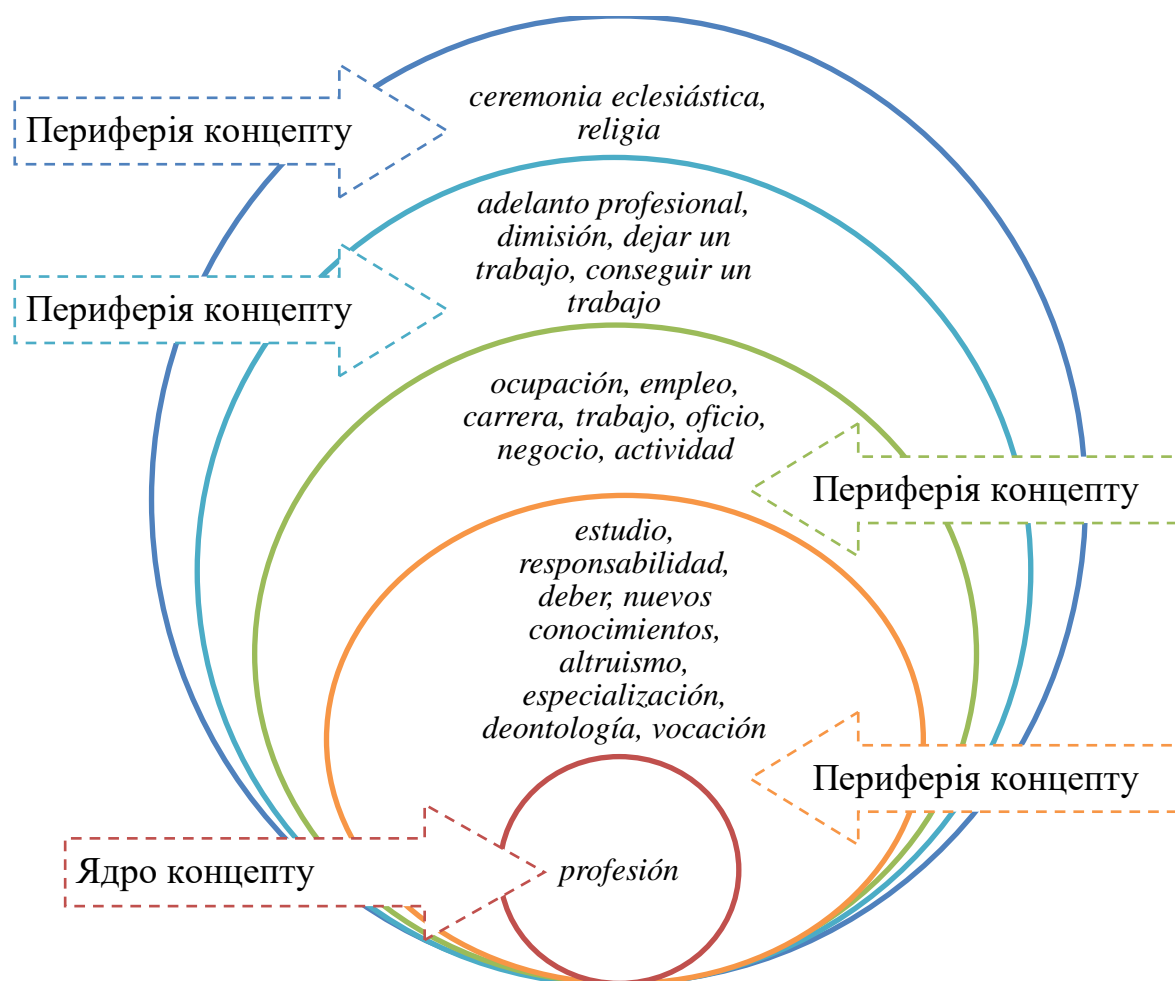 ceremonia eclesiástica,
religia
Периферія концепту
adelanto profesional,
dimisión, dejar un
trabajo, conseguir un
trabajo
Периферія концепту
ocupación, empleo,
carrera, trabajo, oficio,
negocio, actividad
Периферія концепту
estudio,
responsabilidad,
deber, nuevos
conocimientos,
altruismo,
especialización,
deontología, vocación
Периферія концепту
Ядро концепту
profesión